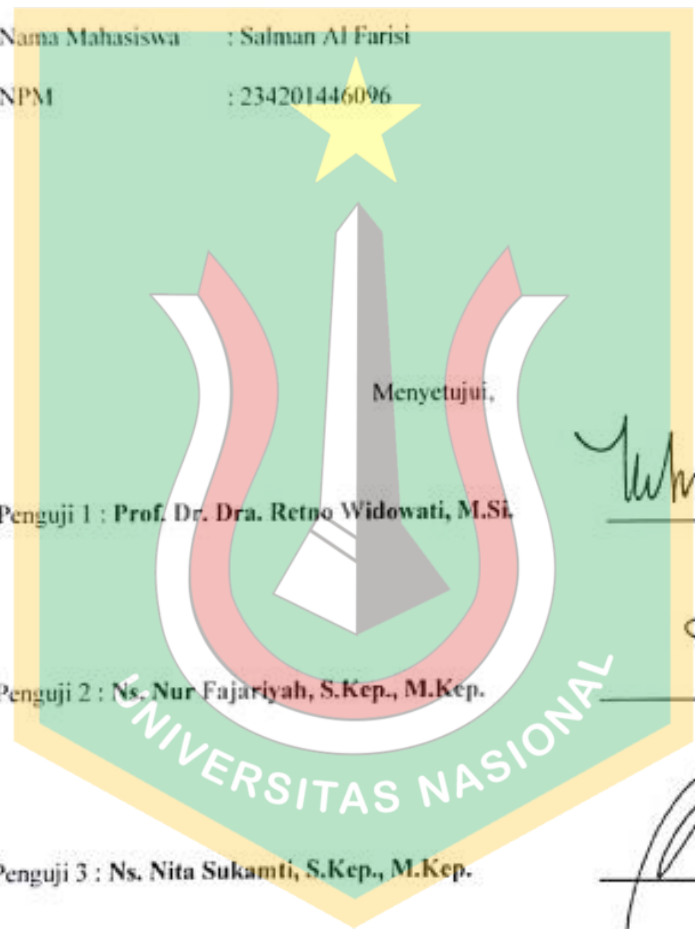 Nama Mahasiswa : Salman Al Farisi
NPM : 234201446096
Menyetujui,
Penguji 1 : Prof. Dr. Dra. Retno Widowati, M.Si.
Penguji 2 : Ns. Nur Fajariyah, S.Kep., M.Kep.
UNIVERSITAS NASIONAL
Penguji 3 : Ns. Nita Sukamti, S.Kep., M.Kep.